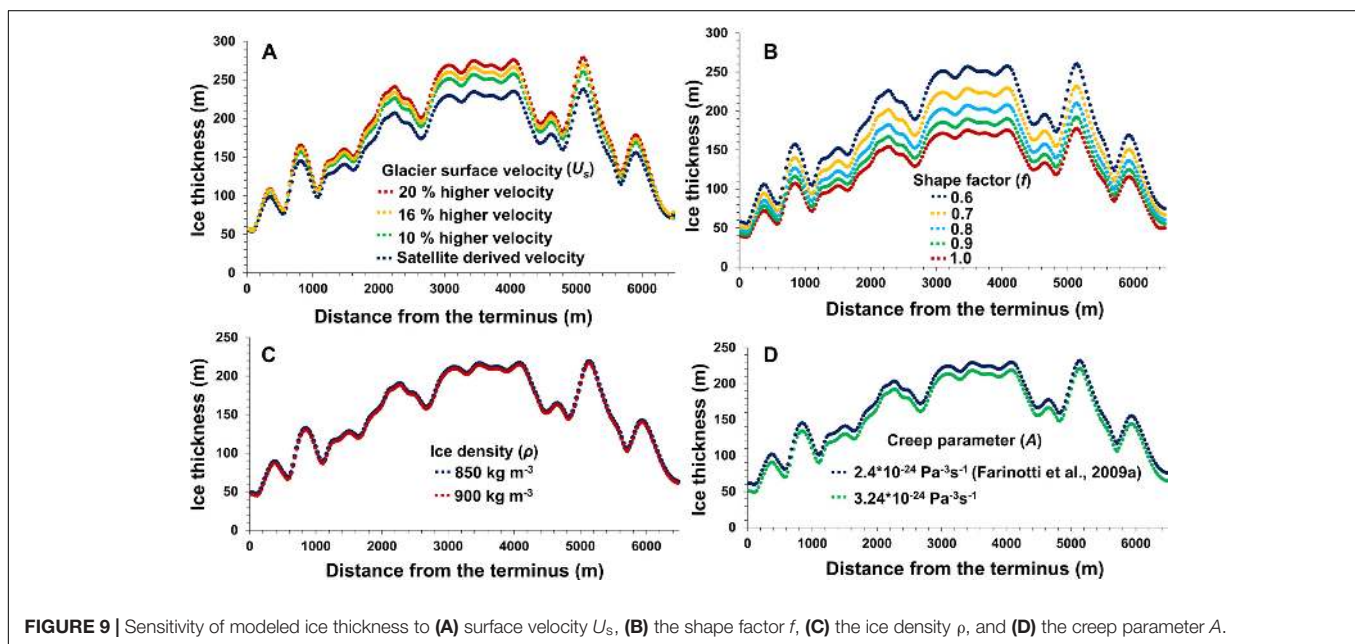 A
Ice thickness (m)
300
250
200
150
100
50
0
Glacier surface velocity (Us)
20 % higher velocity
16 % higher velocity
10 % higher velocity
Satellite derived velocity
0 1000 2000 3000 4000 5000 6000
Distance from the terminus (m)
B
Ice thickness (m)
300
250
200
150
100
50
0
Shape factor (f)
0.6
0.7
0.8
0.9
1.0
0 1000 2000 3000 4000 5000 6000
Distance from the terminus (m)
C
Ice thickness (m)
250
200
150
100
50
0
Ice density (ρ)
850 kg m-3
900 kg m-3
0 1000 2000 3000 4000 5000 6000
Distance from the terminus (m)
D
Ice thickness (m)
250
200
150
100
50
0
Creep parameter (A)
2.4*10-24 Pa-3s-1 (Farinotti et al., 2009a)
3.24*10-24 Pa-3s-1
0 1000 2000 3000 4000 5000 6000
Distance from the terminus (m)
FIGURE 9 | Sensitivity of modeled ice thickness to (A) surface velocity Us, (B) the shape factor f, (C) the ice density ρ, and (D) the creep parameter A.